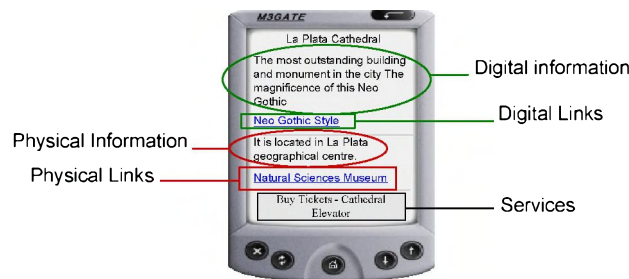 M3GATE
La Plata Cathedral
The most outstanding building
and monument in the city The
magnificence of this Neo
Gothic
Digital information
Neo Gothic Style
Digital Links
Physical Information
It is located in La Plata
geographical centre.
Physical Links
Natural Sciences Museum
Buy Tickets - Cathedral
Elevator
Services